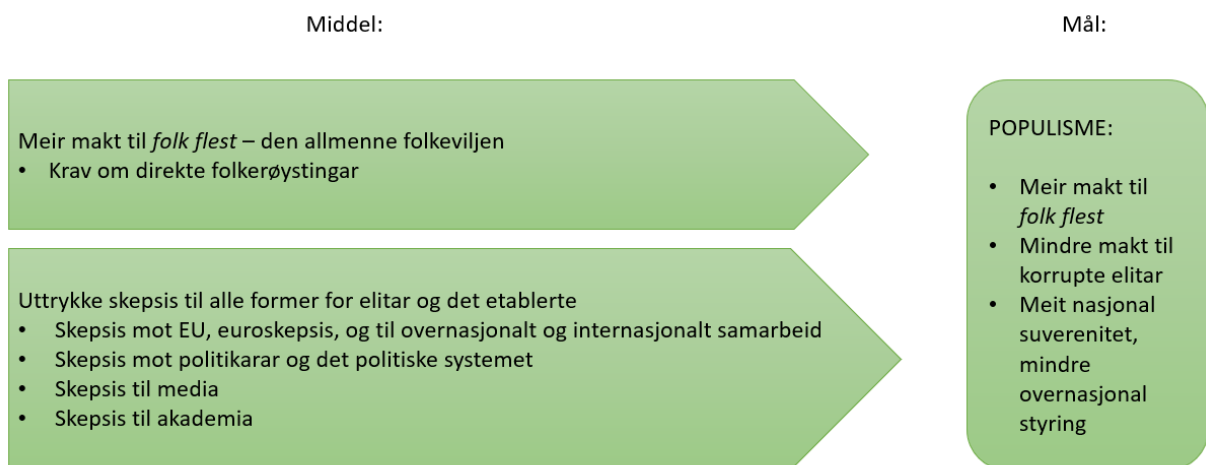 Middel:
Mål:
Meir makt til folk flest – den allmenne folkeviljen
• Krav om direkte folkerøystingar
Uttrykke skepsis til alle former for elitar og det etablerte
• Skepsis mot EU, euroskepsis, og til overnasjonalt og internasjonalt samarbeid
• Skepsis mot politikarar og det politiske systemet
• Skepsis til media
• Skepsis til akademia
POPULISME:
• Meir makt til
folk flest
• Mindre makt til
korrupte elitar
• Meit nasjonal
suverenitet,
mindre
overnasjonal
styring